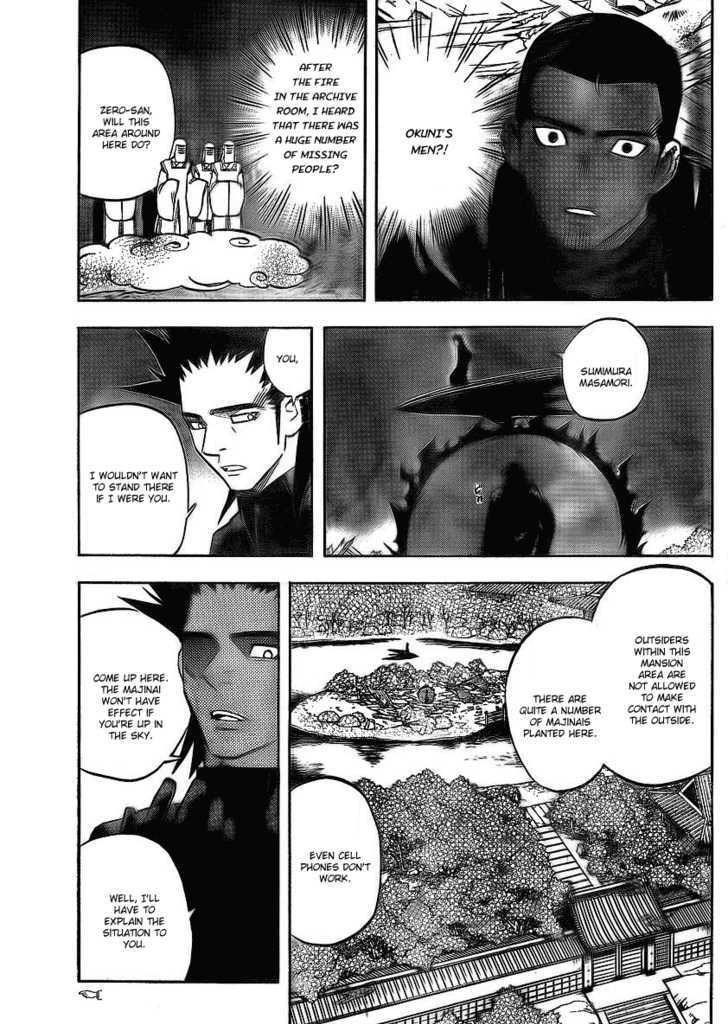 OKUNI'S
MEN?!
AFTER
THE FIRE
IN THE ARCHIVE
ROOM, I HEARD
THAT THERE WAS
A HUGE NUMBER
OF MISSING
PEOPLE?
ZERO-SAN,
WILL THIS
AREA AROUND
HERE DO?
SUMIMURA
MASAMORI.
YOU,
I WOULDN'T WANT
TO STAND THERE
IF I WERE YOU.
OUTSIDERS
WITHIN THIS
MANSION
AREA ARE
NOT ALLOWED
TO MAKE
CONTACT WITH
THE OUTSIDE.
THERE ARE
QUITE A NUMBER
OF MAJINAIS
PLANTED HERE.
EVEN CELL
PHONES DON'T
WORK.
COME UP HERE.
THE MAJINAI
WON'T HAVE
EFFECT IF
YOU'RE UP IN
THE SKY.
WELL, I'LL
HAVE TO
EXPLAIN THE
SITUATION TO
YOU.